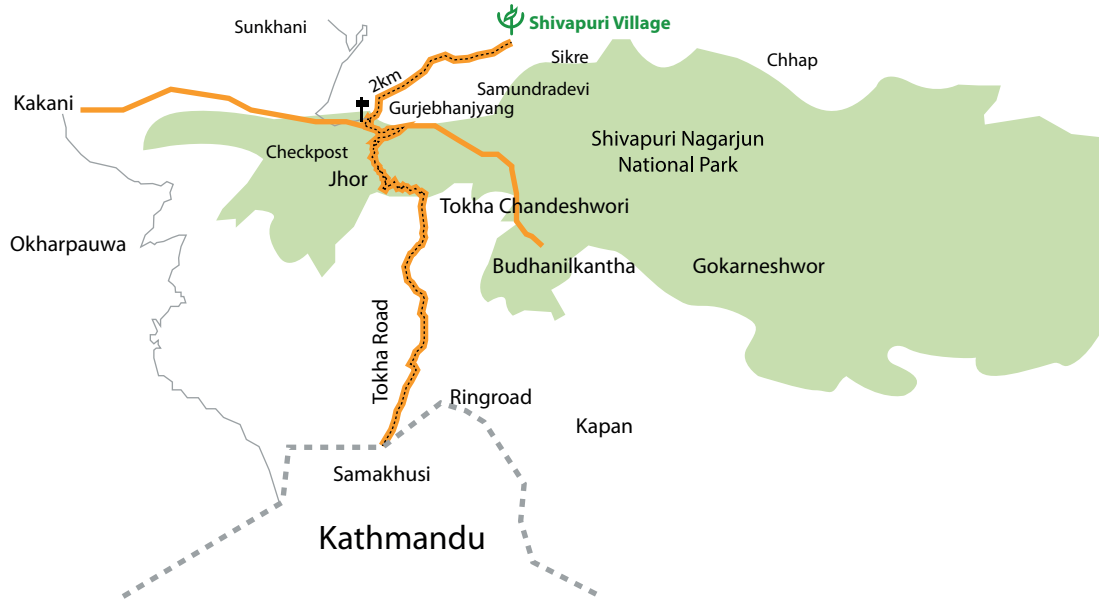 Sunkhani
Shivapuri Village
Sikre
Chhap
2km
Samundradevi
Kakani
Gurjebhanjyang
Shivapuri Nagarjun
National Park
Checkpost
Jhor
Tokha Chandeshwori
Okharpauwa
Budhanilkantha
Gokarneshwor
Tokha Road
Ringroad
Kapan
Samakhusi
Kathmandu